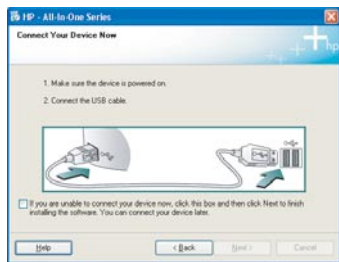 HP - All-In-One Series
Connect Your Device Now
hp
1. Make sure the device is powered on.
2. Connect the USB cable.
If you are unable to connect your device now, click this box and then click Next to finish
installing the software. You can connect your device later.
Help
< Back
Next >
Cancel